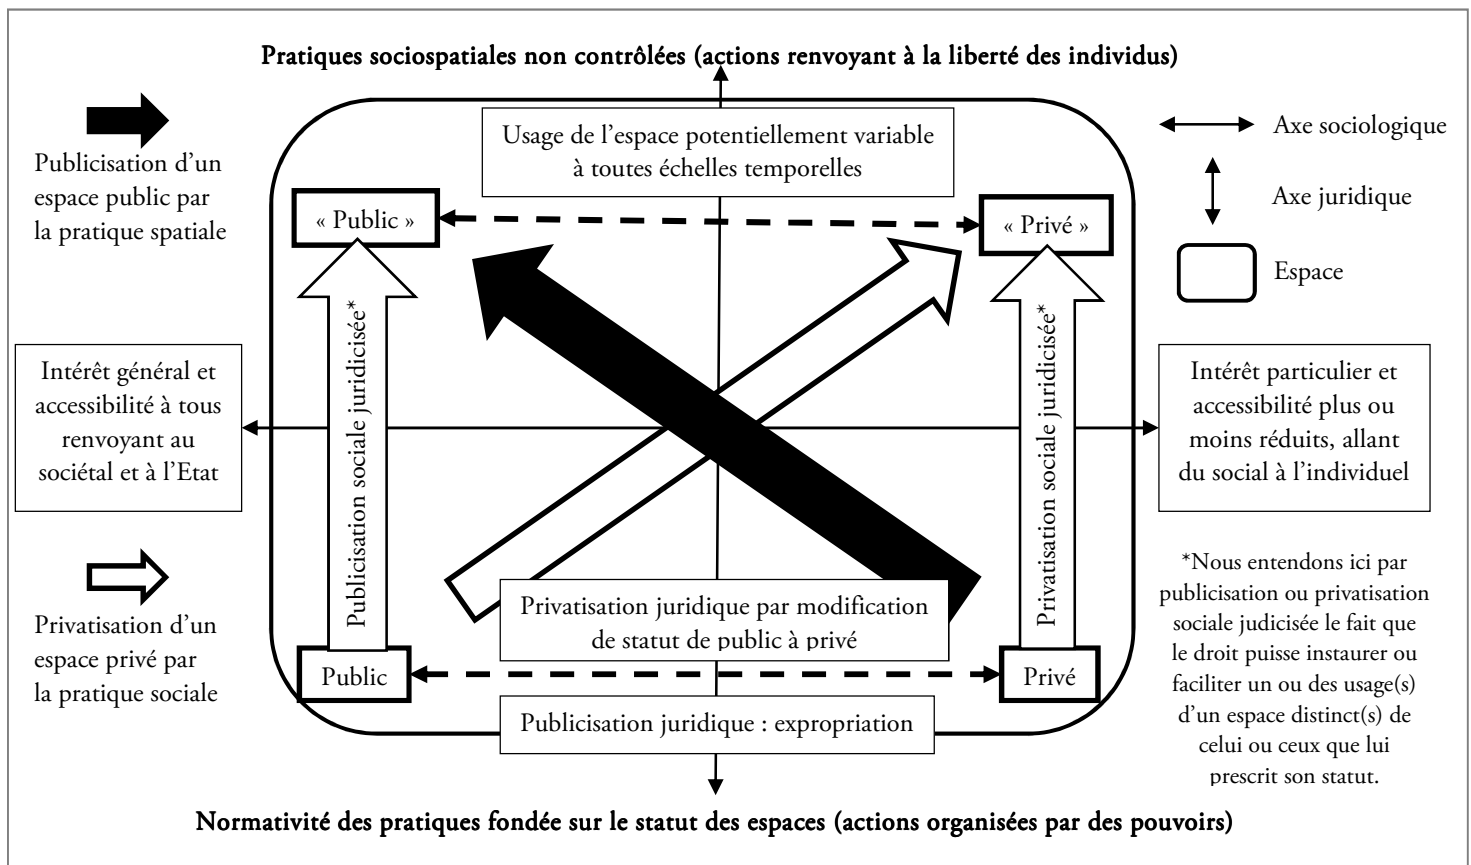 Pratiques sociospatiales non contrôlées (actions renvoyant à la liberté des individus)
Publicisation d’un
espace public par
la pratique spatiale
Usage de l’espace potentiellement variable
à toutes échelles temporelles
Axe sociologique
Axe juridique
Espace
« Public »
« Privé »
Publicisation sociale juridicisée*
Privatisation sociale juridicisée*
Intérêt général et
accessibilité à tous
renvoyant au
sociétal et à l’Etat
Intérêt particulier et
accessibilité plus ou
moins réduits, allant
du social à l’individuel
Privatisation d’un
espace privé par
la pratique sociale
Privatisation juridique par modification
de statut de public à privé
Public
Privé
Publicisation juridique : expropriation
*Nous entendons ici par
publicisation ou privatisation
sociale judicisée le fait que
le droit puisse instaurer ou
faciliter un ou des usage(s)
d’un espace distinct(s) de
celui ou ceux que lui
prescrit son statut.
Normativité des pratiques fondée sur le statut des espaces (actions organisées par des pouvoirs)